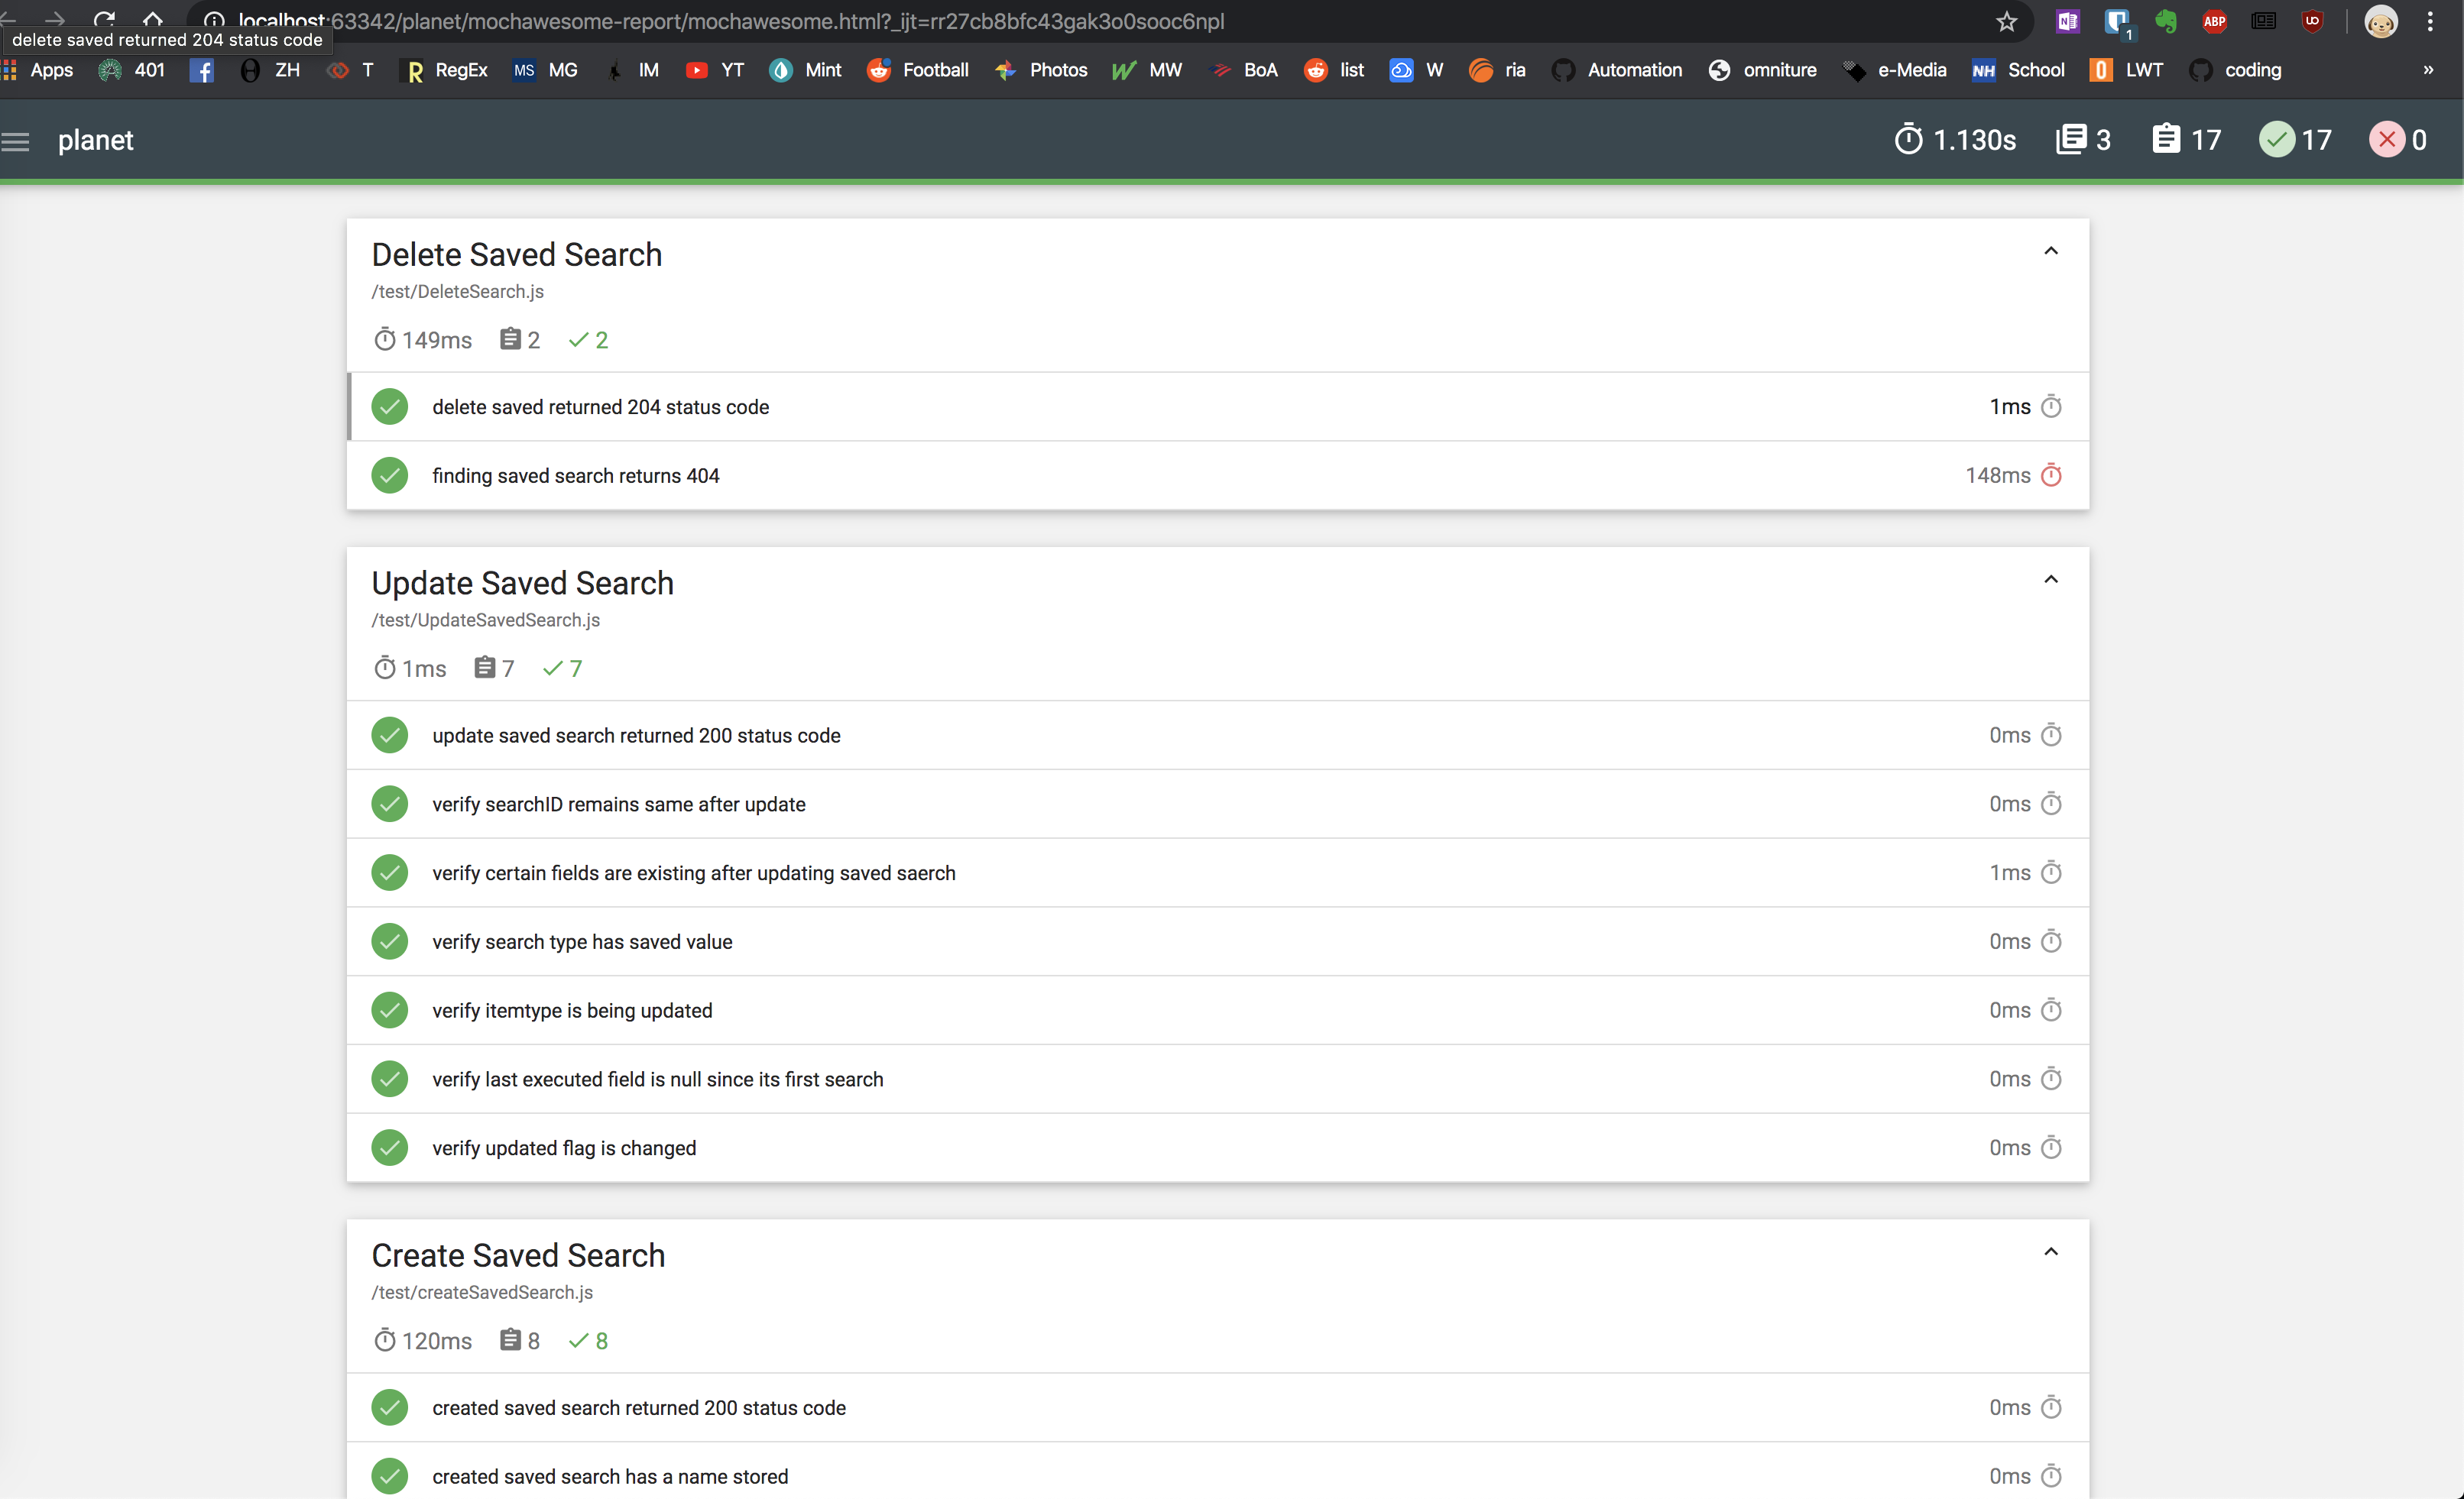 localhost:63342/planet/mochawesome-report/mochawesome.html?_ijt=rr27cb8bfc43gak3o0sooc6npl
ABP
1
delete saved returned 204 status code
Apps 401 ZH T R RegEx MS MG IM YT Mint Football Photos MW BoA list W ria Automation omniture e-Media NH School LWT coding »
planet 1.130s 3 17 17 0
Delete Saved Search
/test/DeleteSearch.js
149ms 2 2
delete saved returned 204 status code 1ms
finding saved search returns 404 148ms
Update Saved Search
/test/UpdateSavedSearch.js
1ms 7 7
update saved search returned 200 status code 0ms
verify searchID remains same after update 0ms
verify certain fields are existing after updating saved saerch 1ms
verify search type has saved value 0ms
verify itemtype is being updated 0ms
verify last executed field is null since its first search 0ms
verify updated flag is changed 0ms
Create Saved Search
/test/createSavedSearch.js
120ms 8 8
created saved search returned 200 status code 0ms
created saved search has a name stored 0ms